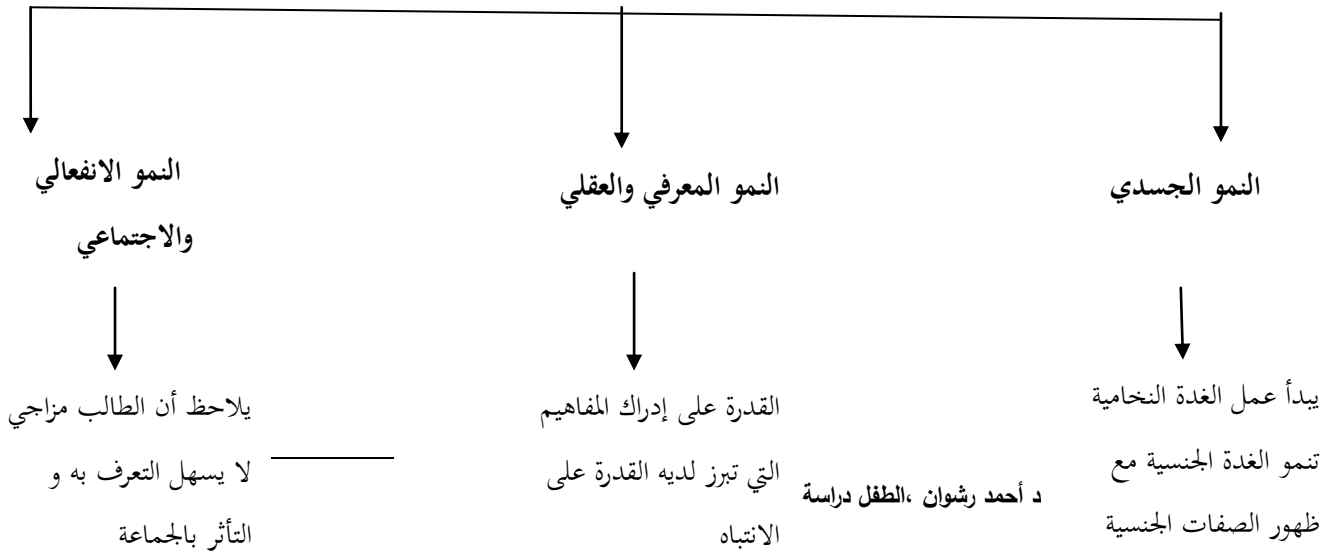 النمو الجسدي
يبدأ عمل الغدة النخامية
تنمو الغدة الجنسية مع
ظهور الصفات الجنسية
د أحمد رشوان ،الطفل دراسة
النمو المعرفي والعقلي
القدرة على إدراك المفاهيم
التي تبرز لديه القدرة على
الانتباه
النمو الانفعالي
والاجتماعي
يلاحظ أن الطالب مزاجي
لا يسهل التعرف به و
التأثر بالجماعة